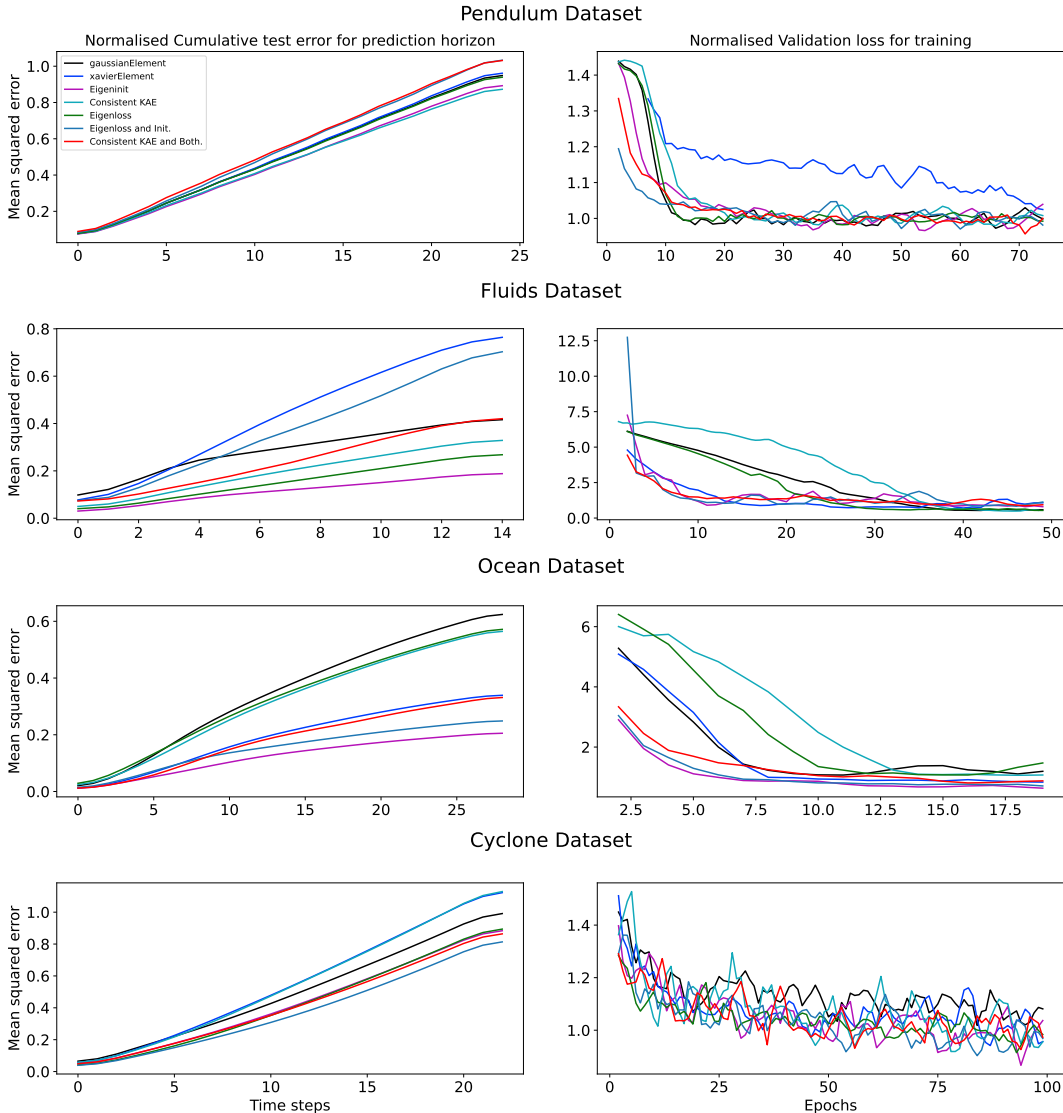 Pendulum Dataset
Normalised Cumulative test error for prediction horizon
Normalised Validation loss for training
Mean squared error
1.0
0.8
0.6
0.4
0.2
gaussianElement
xavierElement
Eigeninit
Consistent KAE
Eigenloss
Eigenloss and Init.
Consistent KAE and Both.
0 5 10 15 20 25
1.4
1.3
1.2
1.1
1.0
0 10 20 30 40 50 60 70
Fluids Dataset
Mean squared error
0.8
0.6
0.4
0.2
0.0
0 2 4 6 8 10 12 14
12.5
10.0
7.5
5.0
2.5
0.0
0 10 20 30 40 50
Ocean Dataset
Mean squared error
0.6
0.4
0.2
0.0
0 5 10 15 20 25
6
4
2
2.5 5.0 7.5 10.0 12.5 15.0 17.5
Cyclone Dataset
Mean squared error
1.0
0.8
0.6
0.4
0.2
0.0
0 5 10 15 20
Time steps
1.4
1.2
1.0
0 25 50 75 100
Epochs